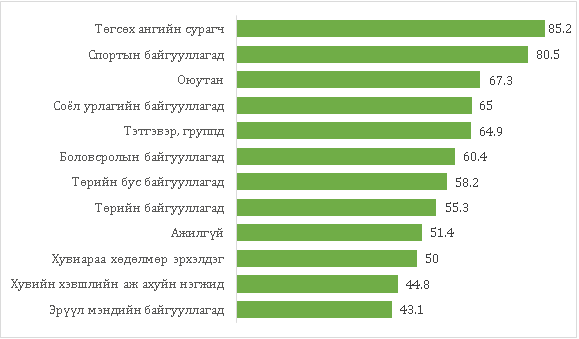 Төгсөх ангийн сурагч 85.2
Спортын байгууллагад 80.5
Оюутан 67.3
Соёл урлагийн байгууллагад 65
Тэтгэвэр, группд 64.9
Боловсролын байгууллагад 60.4
Төрийн бус байгууллагад 58.2
Төрийн байгууллагад 55.3
Ажилгүй 51.4
Хувиараа хөдөлмөр эрхэлдэг 50
Хувийн хэвшлийн аж ахуйн нэгжид 44.8
Эрүүл мэндийн байгууллагад 43.1